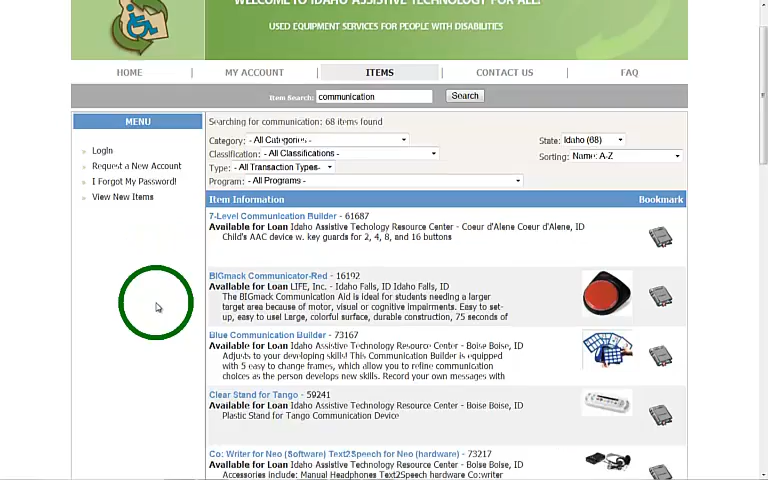 WELCOME TO IDAHO ASSISTIVE TECHNOLOGY FOR ALL!
USED EQUIPMENT SERVICES FOR PEOPLE WITH DISABILITIES
HOME | MY ACCOUNT | ITEMS | CONTACT US | FAQ
Item Search: communication Search
MENU
Login
Request a New Account
I Forgot My Password!
View New Items
Searching for communication: 68 items found
Category: - All Categories -
State: Idaho (68)
Classification: - All Classifications -
Sorting: Name: A-Z
Type: - All Transaction Types-
Program: - All Programs -
Item Information Bookmark
7-Level Communication Builder - 61687
Available for Loan Idaho Assistive Techology Resource Center - Coeur d'Alene Coeur d'Alene, ID
Child's AAC device w. key guards for 2, 4, 8, and 16 buttons
BIGmack Communicator-Red - 16192
Available for Loan LIFE, Inc. - Idaho Falls, ID Idaho Falls, ID
The BIGmack Communication Aid is ideal for students needing a larger
target area because of motor, visual or cognitive impairments. Easy to set-
up, easy to use! Large, colorful surface, durable construction, 75 seconds of
Blue Communication Builder - 73167
Available for Loan Idaho Assistive Techology Resource Center - Boise Boise, ID
Adjusts to your developing skills! This Communication Builder is equipped
with 5 easy to change frames, which allow you to refine communication
choices as the person develops new skills. Record your own messages with
Clear Stand for Tango - 59241
Available for Loan Idaho Assistive Techology Resource Center - Boise Boise, ID
Plastic Stand for Tango Communication Device
Co: Writer for Neo (Software) Text2Speech for Neo (hardware) - 73217
Available for Loan Idaho Assistive Techology Resource Center - Boise Boise, ID
Accessories include: Manual Headphones Text2Speech hardware Co:writer